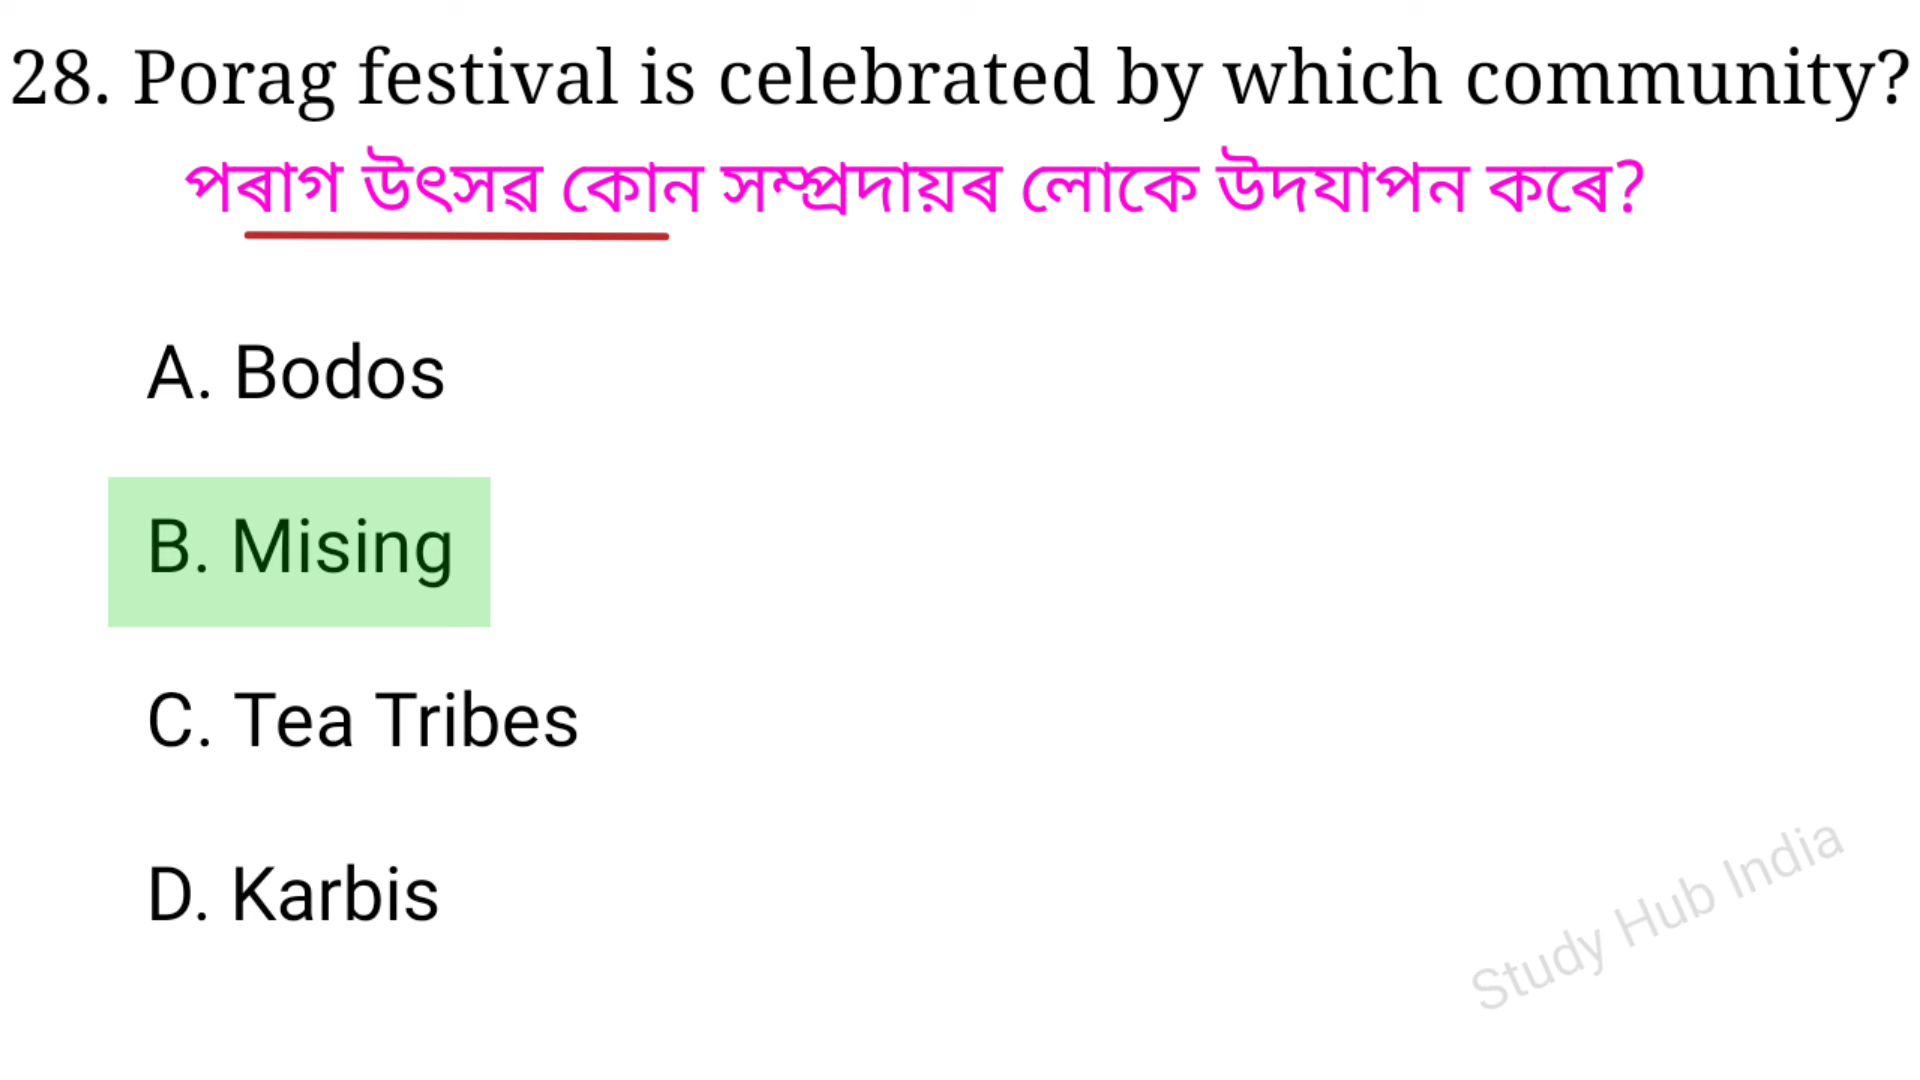 28. Porag festival is celebrated by which community?
পৰাগ উৎসৱ কোন সম্প্ৰদায়ৰ লোকে উদযাপন কৰে?
A. Bodos
B. Mising
C. Tea Tribes
D. Karbis
Study Hub India